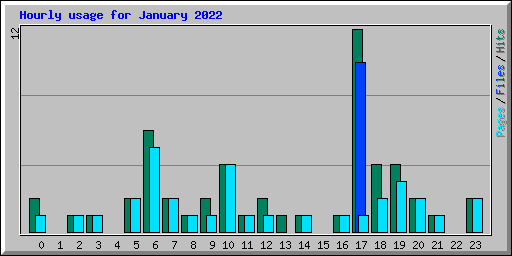 Hourly usage for January 2022
12
Pages/Files/Hits
0 1 2 3 4 5 6 7 8 9 10 11 12 13 14 15 16 17 18 19 20 21 22 23